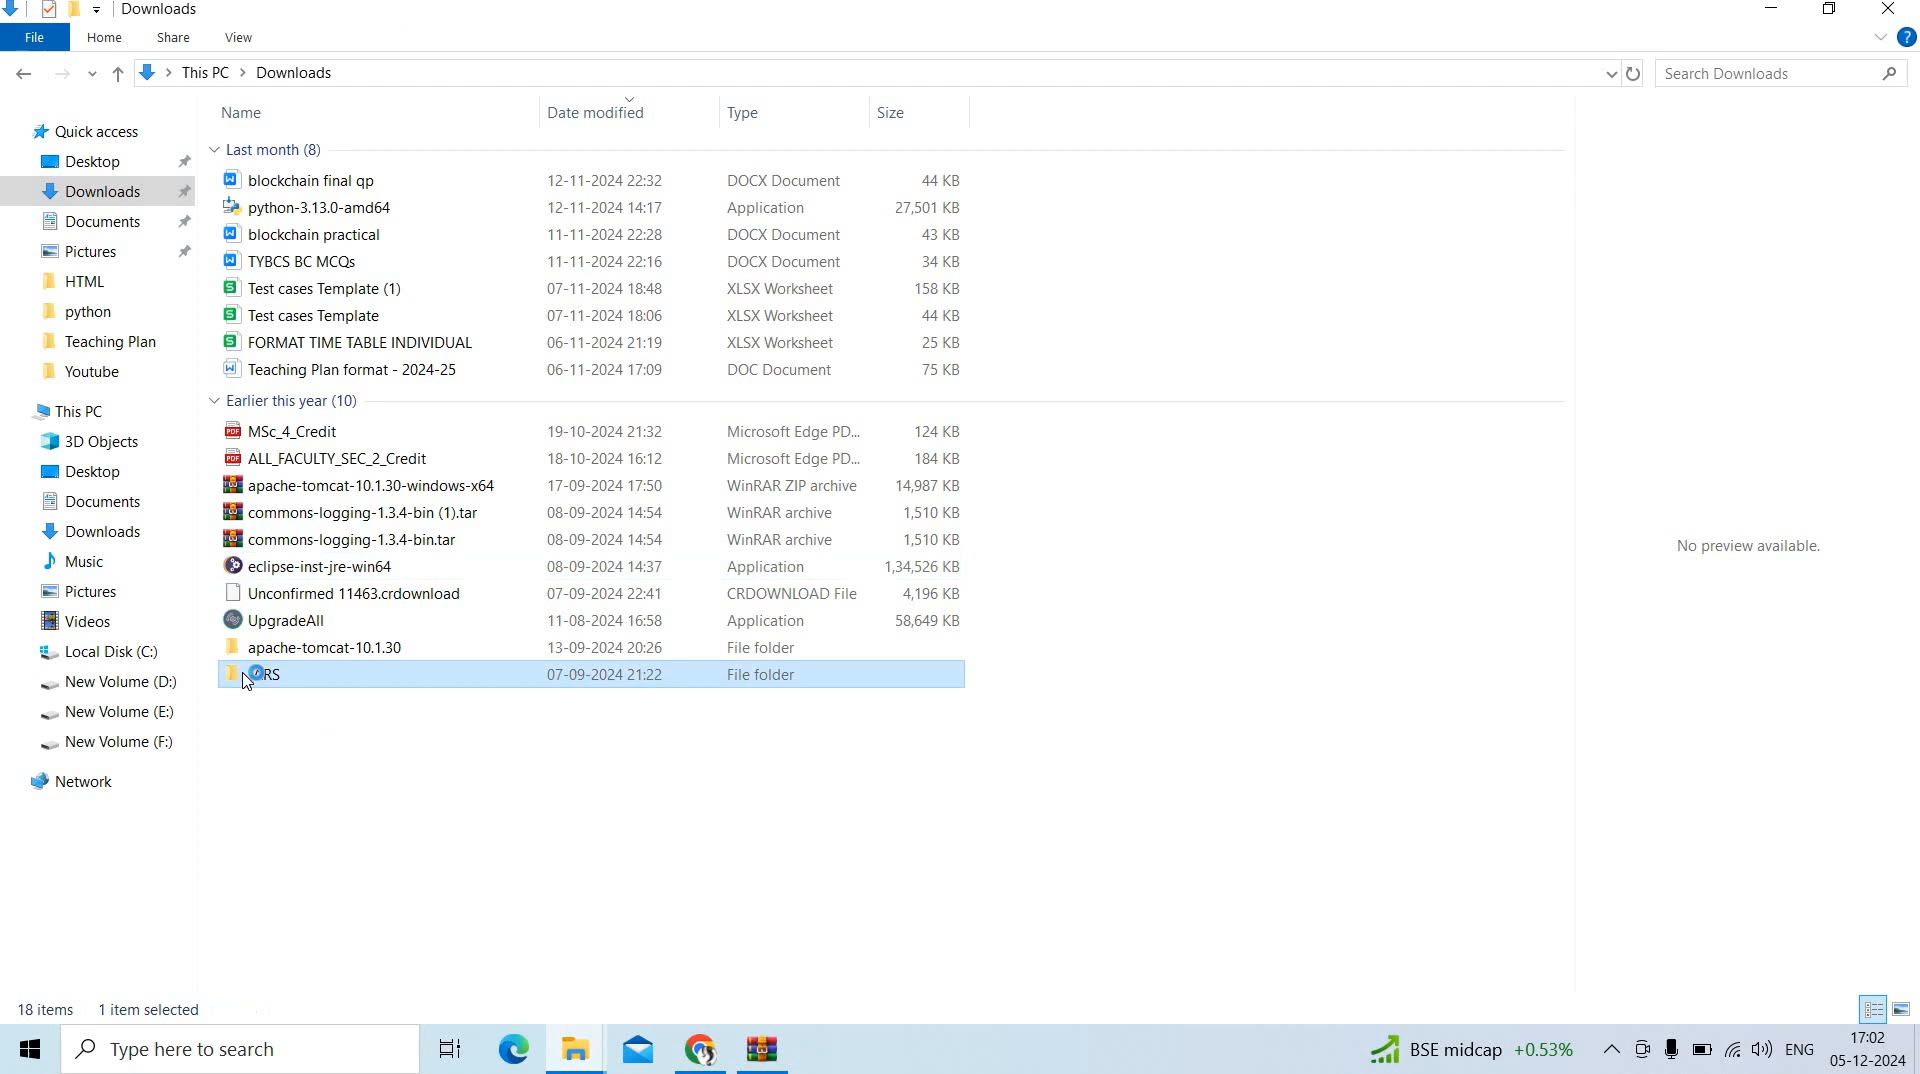 Downloads
File Home Share View
This PC Downloads Search Downloads
Name Date modified Type Size
Quick access
Desktop
Downloads
Documents
Pictures
HTML
python
Teaching Plan
Youtube
This PC
3D Objects
Desktop
Documents
Downloads
Music
Pictures
Videos
Local Disk (C:)
New Volume (D:)
New Volume (E:)
New Volume (F:)
Network
Last month (8)
blockchain final qp 12-11-2024 22:32 DOCX Document 44 KB
python-3.13.0-amd64 12-11-2024 14:17 Application 27,501 KB
blockchain practical 11-11-2024 22:28 DOCX Document 43 KB
TYBCS BC MCQs 11-11-2024 22:16 DOCX Document 34 KB
Test cases Template (1) 07-11-2024 18:48 XLSX Worksheet 158 KB
Test cases Template 07-11-2024 18:06 XLSX Worksheet 44 KB
FORMAT TIME TABLE INDIVIDUAL 06-11-2024 21:19 XLSX Worksheet 25 KB
Teaching Plan format - 2024-25 06-11-2024 17:09 DOC Document 75 KB
Earlier this year (10)
MSc_4_Credit 19-10-2024 21:32 Microsoft Edge PD... 124 KB
ALL_FACULTY_SEC_2_Credit 18-10-2024 16:12 Microsoft Edge PD... 184 KB
apache-tomcat-10.1.30-windows-x64 17-09-2024 17:50 WinRAR ZIP archive 14,987 KB
commons-logging-1.3.4-bin (1).tar 08-09-2024 14:54 WinRAR archive 1,510 KB
commons-logging-1.3.4-bin.tar 08-09-2024 14:54 WinRAR archive 1,510 KB
eclipse-inst-jre-win64 08-09-2024 14:37 Application 1,34,526 KB
Unconfirmed 11463.crdownload 07-09-2024 22:41 CRDOWNLOAD File 4,196 KB
UpgradeAll 11-08-2024 16:58 Application 58,649 KB
apache-tomcat-10.1.30 13-09-2024 20:26 File folder
07-09-2024 21:22 File folder
No preview available.
18 items 1 item selected
Type here to search
BSE midcap +0.53%
ENG
17:02
05-12-2024